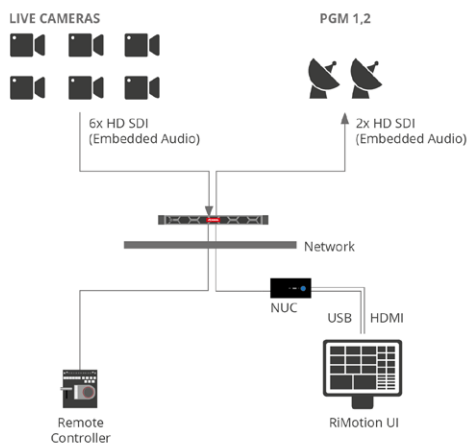 LIVE CAMERAS
PGM 1,2
6x HD SDI
(Embedded Audio)
2x HD SDI
(Embedded Audio)
Network
NUC
USB
HDMI
Remote
Controller
RiMotion UI